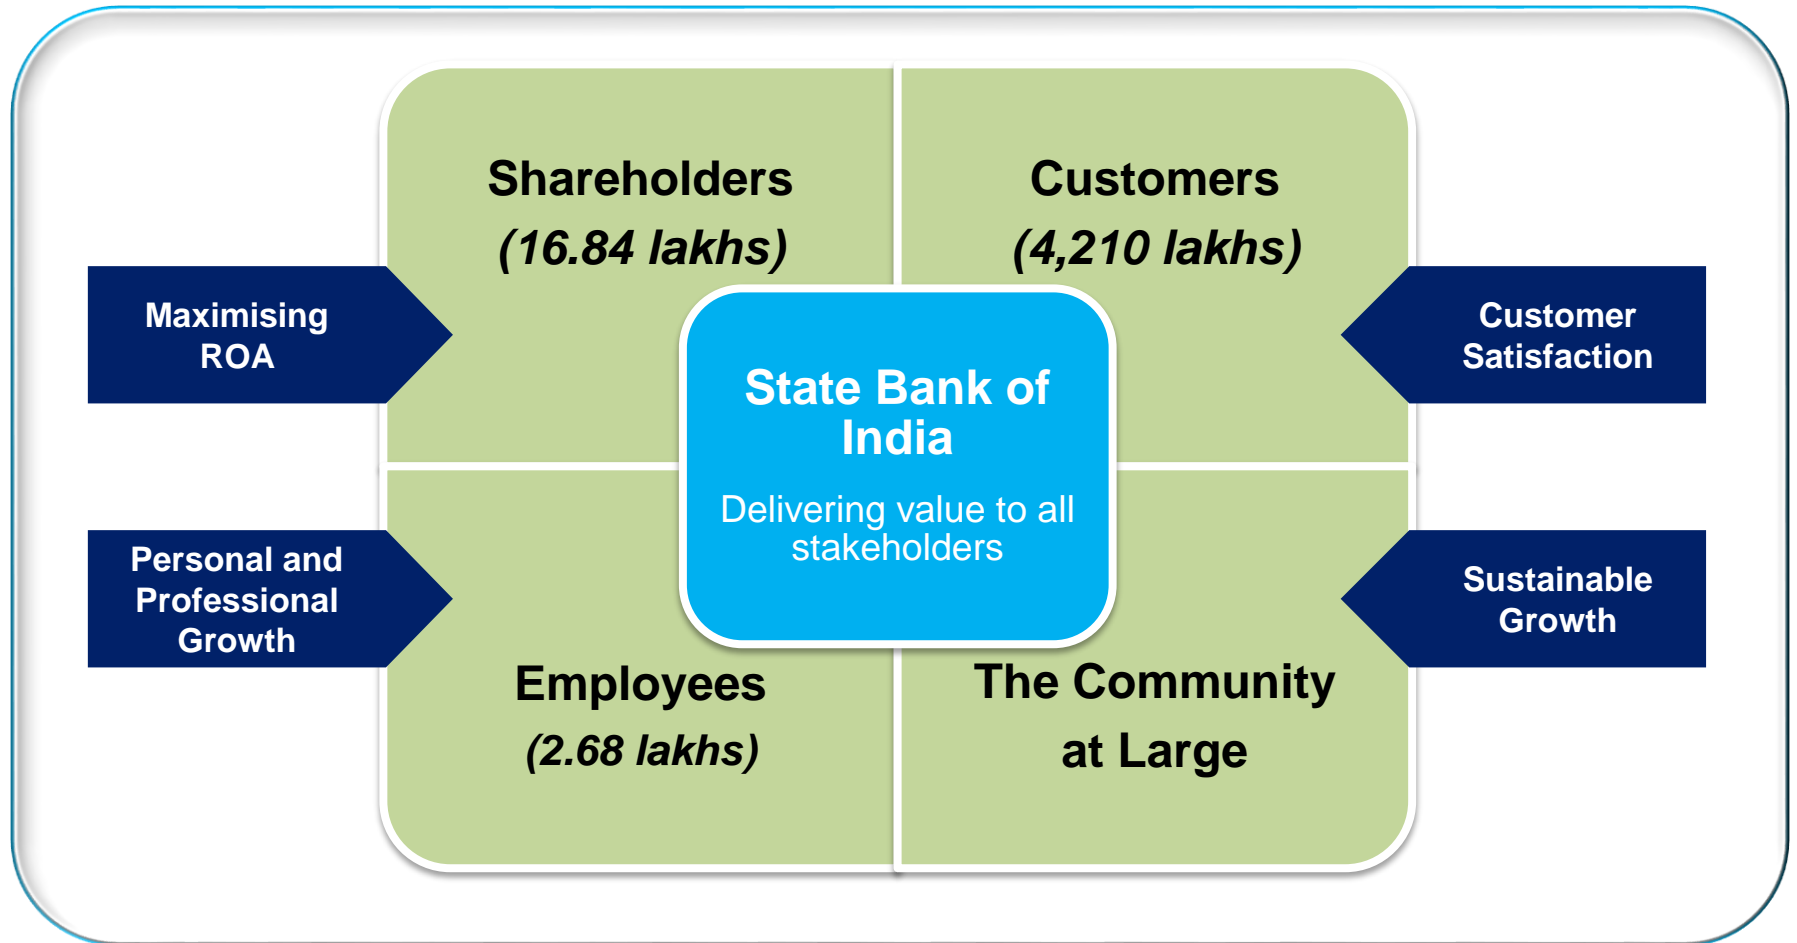 Shareholders
(16.84 lakhs)
Customers
(4,210 lakhs)
Maximising
ROA
Customer
Satisfaction
State Bank of
India
Delivering value to all
stakeholders
Personal and
Professional
Growth
Sustainable
Growth
Employees
(2.68 lakhs)
The Community
at Large